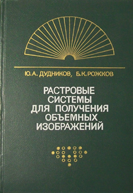 Ю.А. ДУДНИКОВ, Б.К. РОЖКОВ
РАСТРОВЫЕ
СИСТЕМЫ
ДЛЯ ПОЛУЧЕНИЯ
ОБЪЕМНЫХ
ИЗОБРАЖЕНИЙ